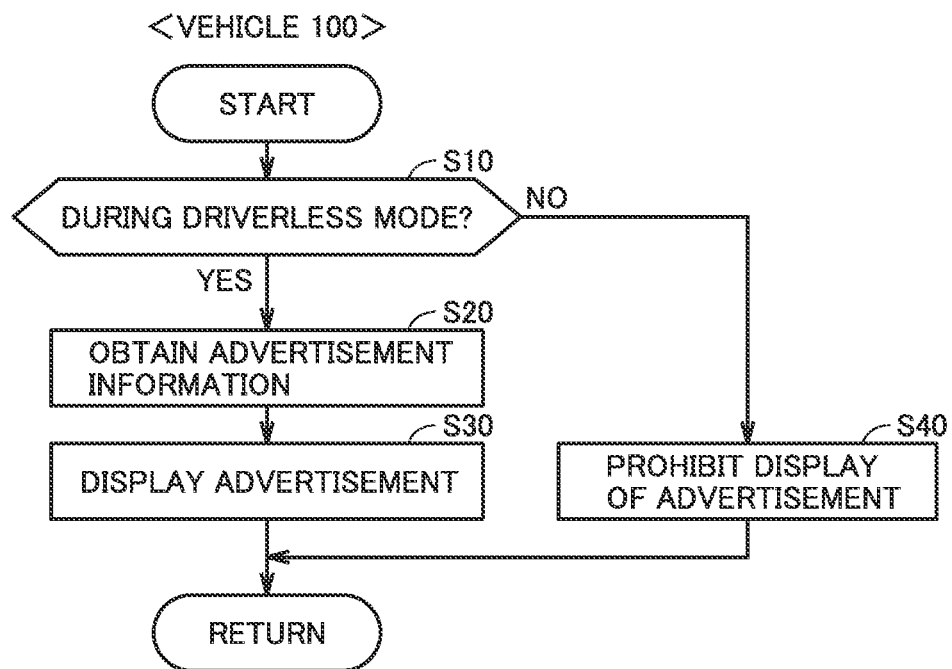 <VEHICLE 100>
START
S10
DURING DRIVERLESS MODE?
NO
YES
S20
OBTAIN ADVERTISEMENT
INFORMATION
S30
DISPLAY ADVERTISEMENT
S40
PROHIBIT DISPLAY
OF ADVERTISEMENT
RETURN